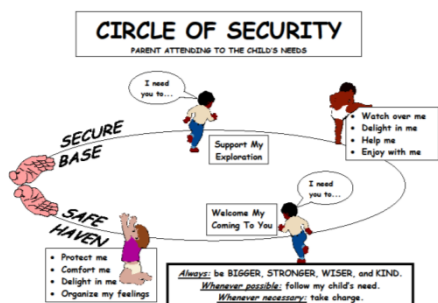 CIRCLE OF SECURITY
PARENT ATTENDING TO THE CHILD'S NEEDS
I need
you to...
SECURE
BASE
Support My
Exploration
• Watch over me
• Delight in me
• Help me
• Enjoy with me
I need
you to...
Welcome My
Coming To You
SAFE
HAVEN
• Protect me
• Comfort me
• Delight in me
• Organize my feelings
Always: be BIGGER, STRONGER, WISER, and KIND.
Whenever possible: follow my child's need.
Whenever necessary: take charge.